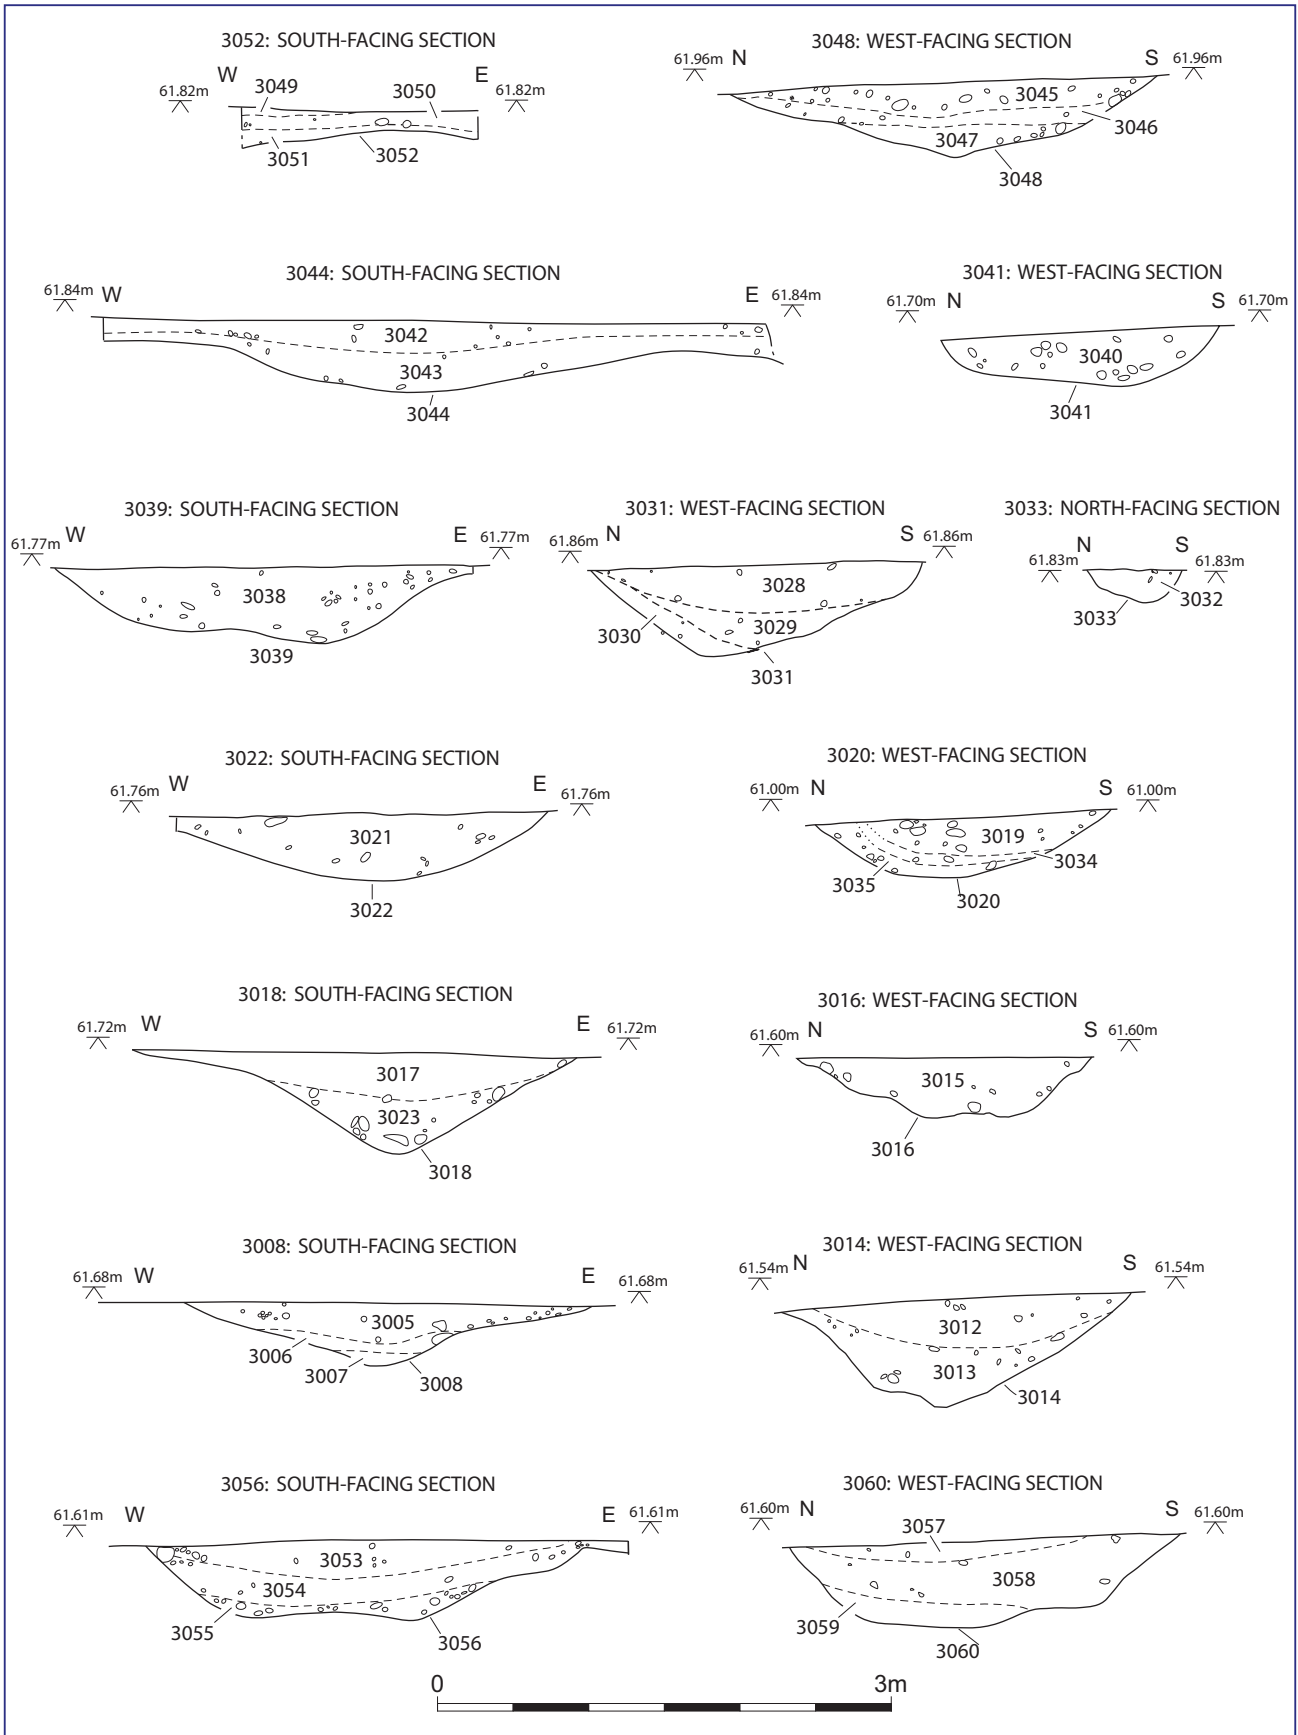 3052: SOUTH-FACING SECTION
W
E
61.82m
61.82m
3049
3050
3051
3052
3048: WEST-FACING SECTION
61.96m N
S 61.96m
3045
3046
3047
3048
3044: SOUTH-FACING SECTION
61.84m W
E 61.84m
3042
3043
3044
3041: WEST-FACING SECTION
61.70m N
S 61.70m
3040
3041
3039: SOUTH-FACING SECTION
61.77m W
E 61.77m
3038
3039
3031: WEST-FACING SECTION
61.86m N
S 61.86m
3028
3029
3030
3031
3033: NORTH-FACING SECTION
N
S
61.83m
61.83m
3032
3033
3022: SOUTH-FACING SECTION
61.76m W
E 61.76m
3021
3022
3020: WEST-FACING SECTION
61.00m N
S 61.00m
3019
3034
3035
3020
3018: SOUTH-FACING SECTION
61.72m W
E 61.72m
3017
3023
3018
3016: WEST-FACING SECTION
61.60m N
S 61.60m
3015
3016
3008: SOUTH-FACING SECTION
61.68m W
E 61.68m
3005
3006
3007
3008
3014: WEST-FACING SECTION
61.54m N
S 61.54m
3012
3013
3014
3056: SOUTH-FACING SECTION
61.61m W
E 61.61m
3053
3054
3055
3056
3060: WEST-FACING SECTION
61.60m N
S 61.60m
3057
3058
3059
3060
0
3m